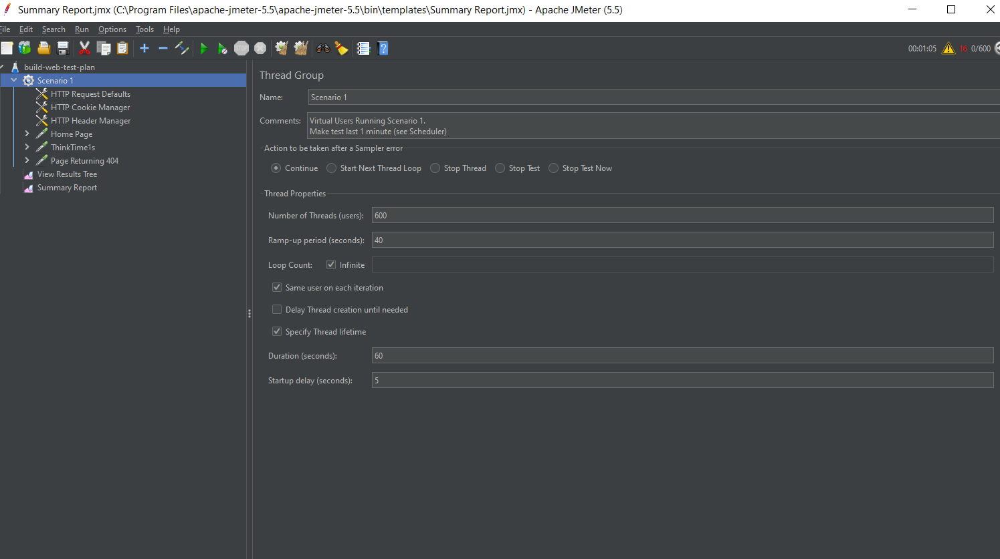 Summary Report.jmx (C:\Program Files\apache-jmeter-5.5\apache-jmeter-5.5\bin\templates\Summary Report.jmx) - Apache JMeter (5.5)
File Edit Search Run Options Tools Help
00:01:05 16 0/600
build-web-test-plan
Scenario 1
HTTP Request Defaults
HTTP Cookie Manager
HTTP Header Manager
Home Page
ThinkTime1s
Page Returning 404
View Results Tree
Summary Report
Thread Group
Name: Scenario 1
Comments: Virtual Users Running Scenario 1.
Make test last 1 minute (see Scheduler)
Action to be taken after a Sampler error
Continue Start Next Thread Loop Stop Thread Stop Test Stop Test Now
Thread Properties
Number of Threads (users): 600
Ramp-up period (seconds): 40
Loop Count: Infinite
Same user on each iteration
Delay Thread creation until needed
Specify Thread lifetime
Duration (seconds): 60
Startup delay (seconds): 5